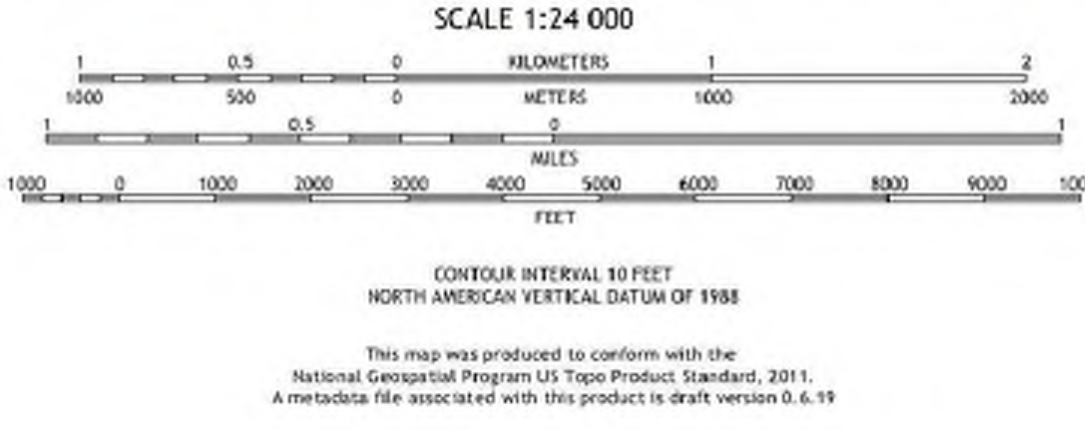 SCALE 1:24 000
1 0.5 0 KILOMETERS 1 2
1000 500 0 METERS 1000 2000
1 0.5 0 1
MILES
1000 0 1000 2000 3000 4000 5000 6000 7000 8000 9000 100
FEET
CONTOUR INTERVAL 10 FEET
NORTH AMERICAN VERTICAL DATUM OF 1988
This map was produced to conform with the
National Geospatial Program US Topo Product Standard, 2011.
A metadata file associated with this product is draft version 0.6.19